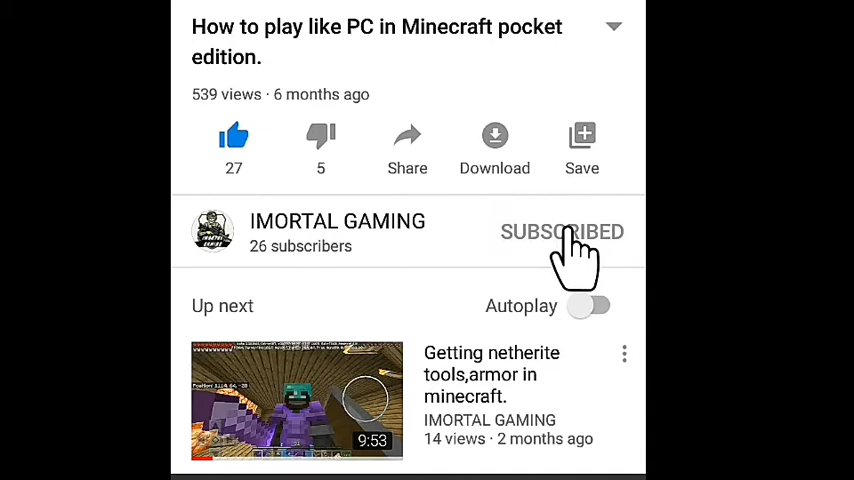 How to play like PC in Minecraft pocket
edition.
539 views · 6 months ago
27
5
Share
Download
Save
IMORTAL GAMING
26 subscribers
SUBSCRIBED
Up next
Autoplay
Getting netherite
tools,armor in
minecraft.
IMORTAL GAMING
14 views · 2 months ago
9:53